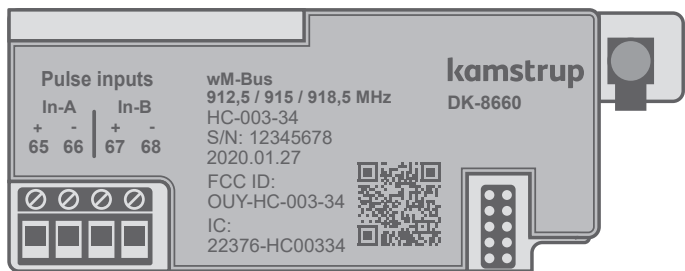 Pulse inputs
In-A In-B
+ - + -
65 66 67 68
wM-Bus
912,5 / 915 / 918,5 MHz
HC-003-34
S/N: 12345678
2020.01.27
FCC ID:
OUY-HC-003-34
IC:
22376-HC00334
kamstrup
DK-8660